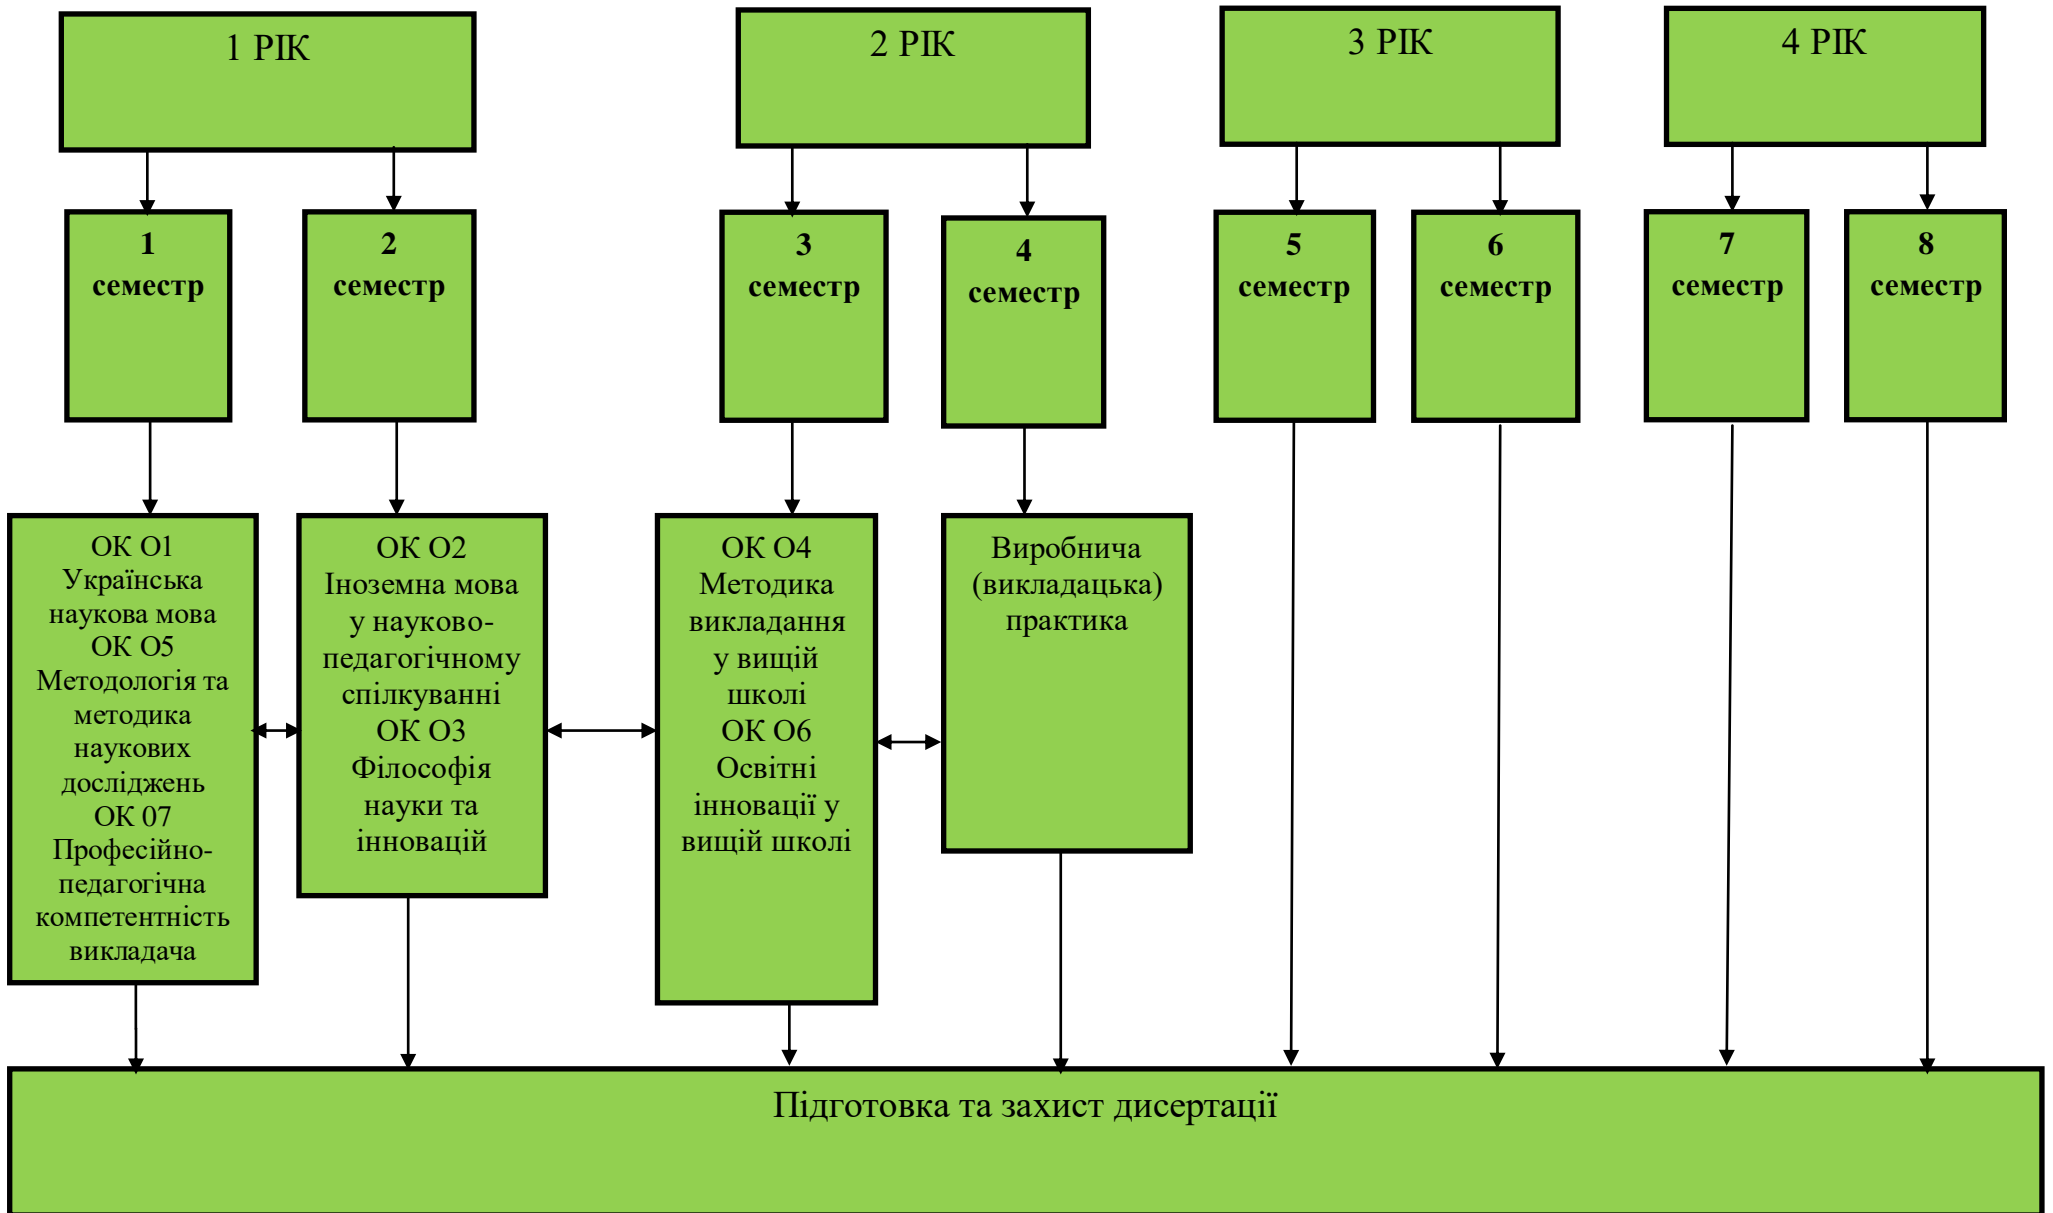 1 РІК
2 РІК
3 РІК
4 РІК
1
семестр
2
семестр
3
семестр
4
семестр
5
семестр
6
семестр
7
семестр
8
семестр
ОК О1
Українська
наукова мова
ОК О5
Методологія та
методика
наукових
досліджень
ОК 07
Професійно-
педагогічна
компетентність
викладача
ОК О2
Іноземна мова
у науково-
педагогічному
спілкуванні
ОК О3
Філософія
науки та
інновацій
ОК О4
Методика
викладання
у вищій
школі
ОК О6
Освітні
інновації у
вищій школі
Виробнича
(викладацька)
практика
Підготовка та захист дисертації